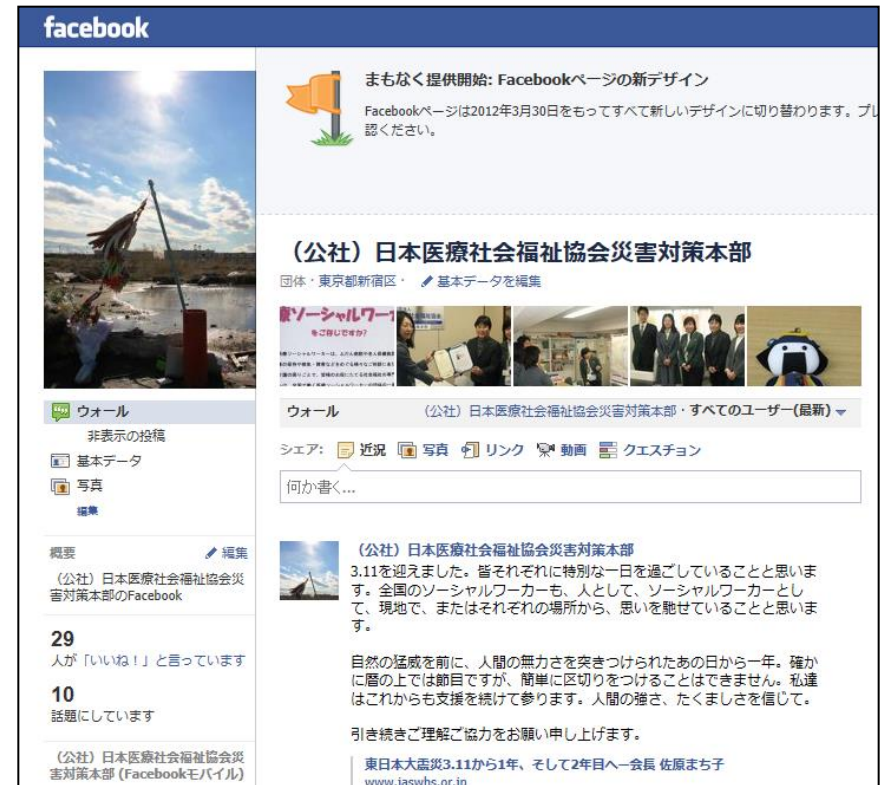 facebook
まもなく提供開始: Facebookページの新デザイン
Facebookページは2012年3月30日をもってすべて新しいデザインに切り替わります。プレ
認ください。
（公社）日本医療社会福祉協会災害対策本部
団体・東京都新宿区・ 基本データを編集
療ソーシャルワー
をご存じですか?
ウォール
（公社）日本医療社会福祉協会災害対策本部・すべてのユーザー(最新)
シェア: 近況 写真 リンク 動画 クエスチョン
何か書く...
ウォール
非表示の投稿
基本データ
写真
編集
概要 編集
（公社）日本医療社会福祉協会災
害対策本部のFacebook
29
人が「いいね！」と言っています
10
話題にしています
（公社）日本医療社会福祉協会災
害対策本部 (Facebookモバイル)
（公社）日本医療社会福祉協会災害対策本部
3.11を迎えました。皆それぞれに特別な一日を過ごしていることと思いま
す。全国のソーシャルワーカーも、人として、ソーシャルワーカーとし
て、現地で、またはそれぞれの場所から、思いを馳せていることと思いま
す。
自然の猛威を前に、人間の無力さを突きつけられたあの日から一年。確か
に暦の上では節目ですが、簡単に区切りをつけることはできません。私達
はこれからも支援を続けて参ります。人間の強さ、たくましさを信じて。
引き続きご理解ご協力をお願い申し上げます。
東日本大震災3.11から1年、そして2年目へ―会長 佐原まち子
www.jaswhs.or.jp